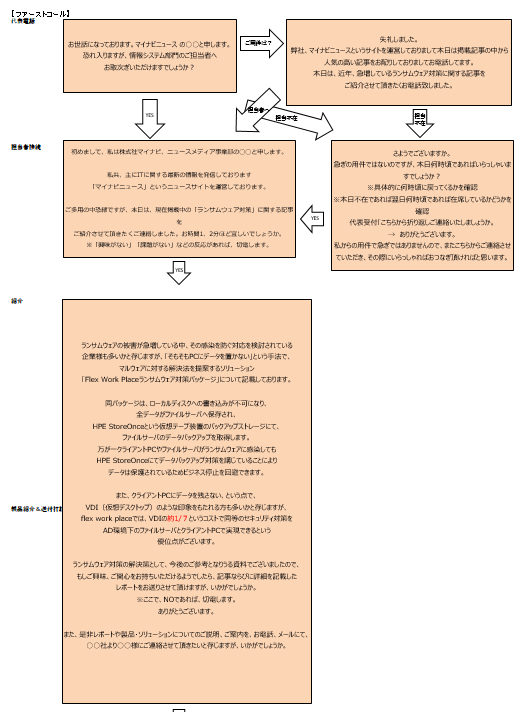 【ファーストコール】
代表電話
お世話になっております。マイナビニュース の○○と申します。
恐れ入りますが、情報システム部門のご担当者へ
お取次ぎいただけますでしょうか？
ご用件は？
失礼しました。
弊社、マイナビニュースというサイトを運営しておりまして本日は掲載記事の中から
人気の高い記事をお配りしておりましてお電話してます。
本日は、近年、急増しているランサムウェア対策に関する記事を
ご紹介させて頂きたくお電話致しました。
YES
担当者へ
担当不在
担当
不在
担当者接続
初めまして、私は株式会社マイナビ、ニュースメディア事業部の○○と申します。
私共、主にITに関する最新の情報を発信しております
「マイナビニュース」というニュースサイトを運営しております。
ご多用の中恐縮ですが、本日は、現在掲載中の「ランサムウェア対策」に関する記事
を
ご紹介させて頂きたくご連絡しました。お時間1、2分ほど宜しいでしょうか。
※「興味がない」「課題がない」などの反応があれば、切電します。
YES
さようでございますか。
急ぎの用件ではないのですが、本日何時頃であればいらっしゃいま
すでしょうか？
※具体的に何時頃に戻ってくるかを確認
※本日不在であれば翌日何時頃であれば在席しているかどうかを
確認
代表受付「こちらから折り返しご連絡いたしましょうか。
→ ありがとうございます。
私からの用件で急ぎではありませんので、またこちらからご連絡させ
ていただき、その際にいらっしゃればおつなぎ頂ければと思います。
YES
紹介
ランサムウェアの被害が急増している中、その感染を防ぐ対応を検討されている
企業様も多いかと存じますが、「そもそもPCにデータを置かない」という手法で、
マルウェアに対する解決法を提案するソリューション
「Flex Work Placeランサムウェア対策パッケージ」について記載しております。
同パッケージは、ローカルディスクへの書き込みが不可になり、
全データがファイルサーバへ保存され、
HPE StoreOnceという仮想テープ装置のバックアップストレージにて、
ファイルサーバのデータバックアップを取得します。
万が一クライアントPCやファイルサーバがランサムウェアに感染しても
HPE StoreOnceにてデータバックアップ対策を講じていることにより
データは保護されているためビジネス停止を回避できます。
製品紹介＆送付打診
また、クライアントPCにデータを残さない、という点で、
VDI（仮想デスクトップ）のような印象をもたれる方も多いかと存じますが、
flex work placeでは、VDIの約1/７というコストで同等のセキュリティ対策を
AD環境下のファイルサーバとクライアントPCで実現できるという
優位点がございます。
ランサムウェア対策の解決策として、今後のご参考となりうる資料でございましたので、
もしご興味、ご関心をお持ちいただけるようでしたら、記事ならびに詳細を記載した
レポートをお送りさせて頂けますが、いかがでしょうか。
※ここで、NOであれば、切電します。
ありがとうございます。
また、是非レポートや製品・ソリューションについてのご説明、ご案内を、お電話、メールにて、
○○社より○○様にご連絡させて頂きたいと存じますが、いかがでしょうか。